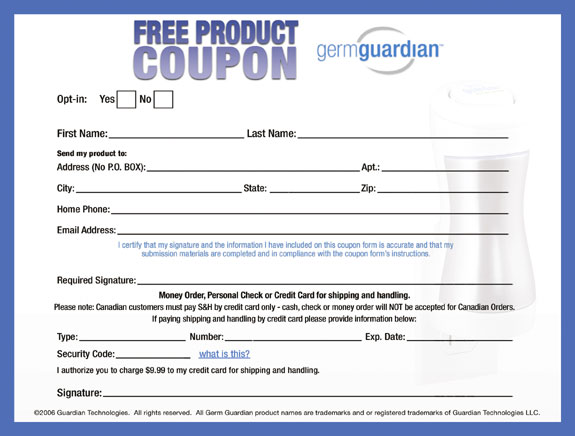 FREE PRODUCT
COUPON
germguardian™
Opt-in: Yes No
First Name: Last Name:
Send my product to:
Address (No P.O. BOX): Apt.:
City: State: Zip:
Home Phone:
Email Address:
I certify that my signature and the information I have included on this coupon form is accurate and that my
submission materials are completed and in compliance with the coupon form's instructions.
Required Signature:
Money Order, Personal Check or Credit Card for shipping and handling.
Please note: Canadian customers must pay S&H by credit card only - cash, check or money order will NOT be accepted for Canadian Orders.
If paying shipping and handling by credit card please provide information below:
Type: Number: Exp. Date:
Security Code: what is this?
I authorize you to charge $9.99 to my credit card for shipping and handling.
Signature:
©2006 Guardian Technologies. All rights reserved. All Germ Guardian product names are trademarks and or registered trademarks of Guardian Technologies LLC.